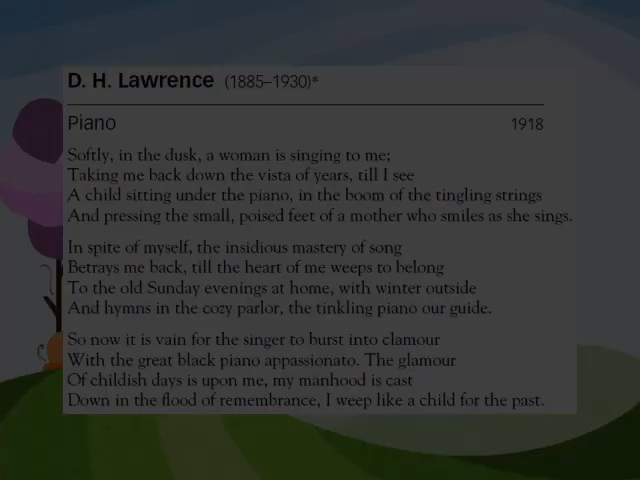 D. H. Lawrence (1885–1930)*
Piano 1918
Softly, in the dusk, a woman is singing to me;
Taking me back down the vista of years, till I see
A child sitting under the piano, in the boom of the tingling strings
And pressing the small, poised feet of a mother who smiles as she sings.
In spite of myself, the insidious mastery of song
Betrays me back, till the heart of me weeps to belong
To the old Sunday evenings at home, with winter outside
And hymns in the cozy parlor, the tinkling piano our guide.
So now it is vain for the singer to burst into clamour
With the great black piano appassionato. The glamour
Of childish days is upon me, my manhood is cast
Down in the flood of remembrance, I weep like a child for the past.